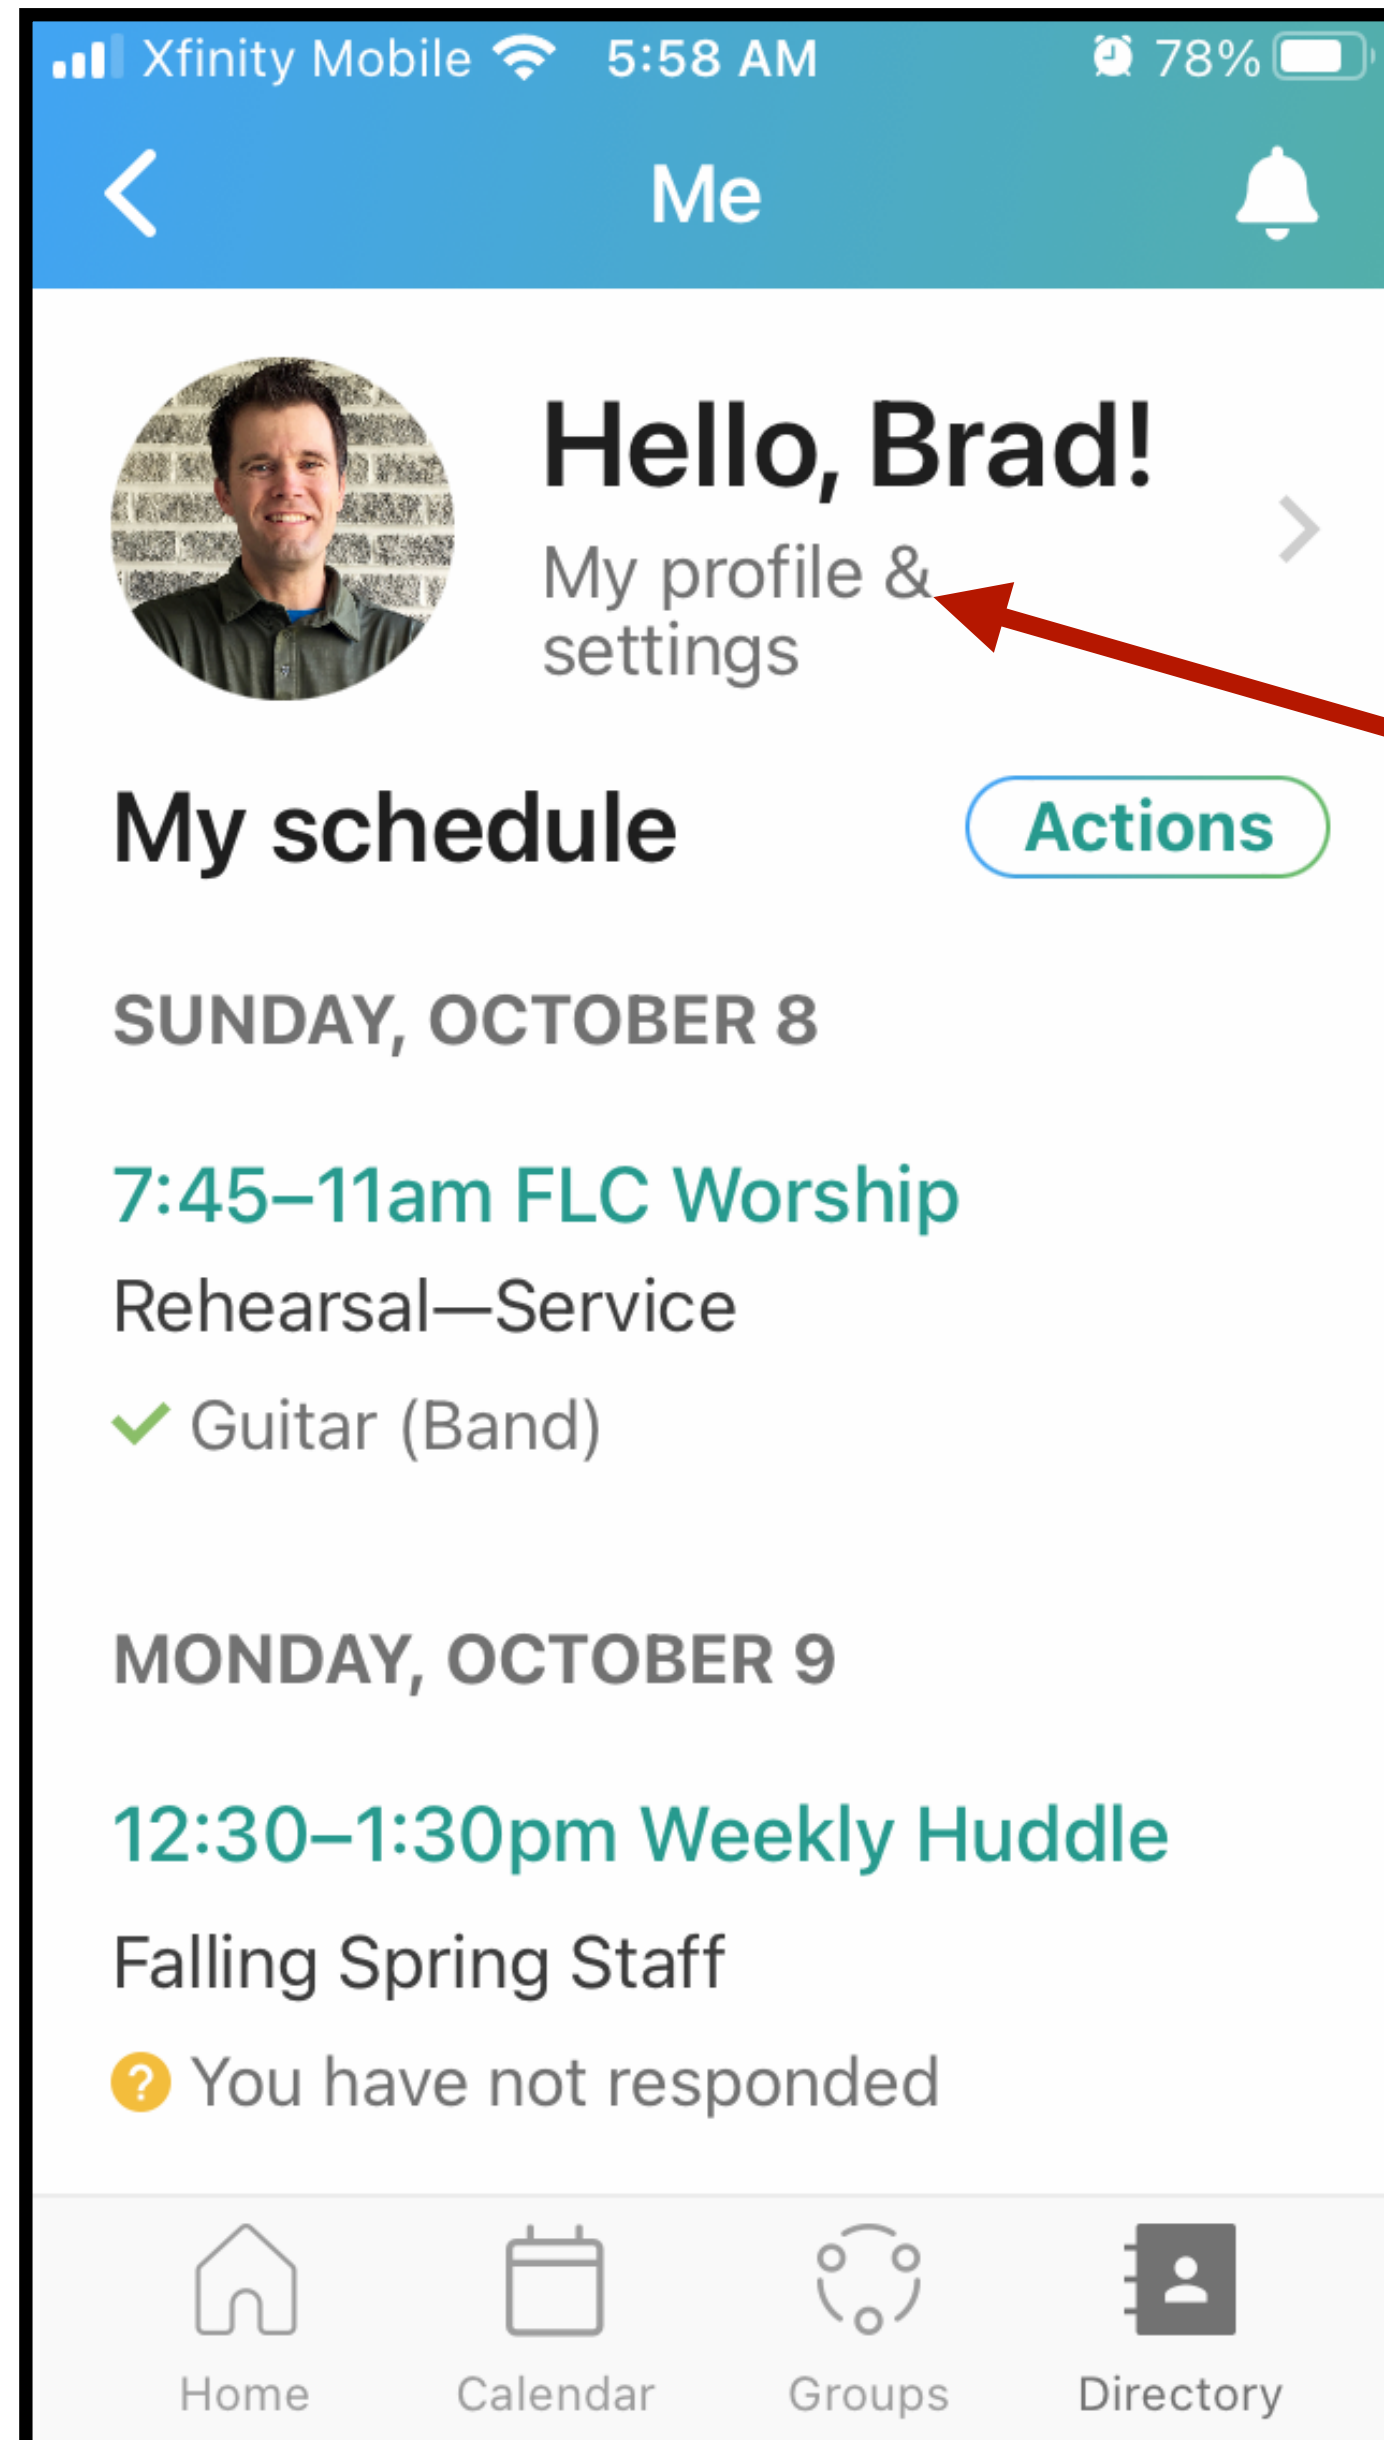 Xfinity Mobile 5:58 AM 78%
Me
Hello, Brad!
My profile &
settings
My schedule Actions
SUNDAY, OCTOBER 8
7:45–11am FLC Worship
Rehearsal—Service
Guitar (Band)
MONDAY, OCTOBER 9
12:30–1:30pm Weekly Huddle
Falling Spring Staff
? You have not responded
Home Calendar Groups Directory